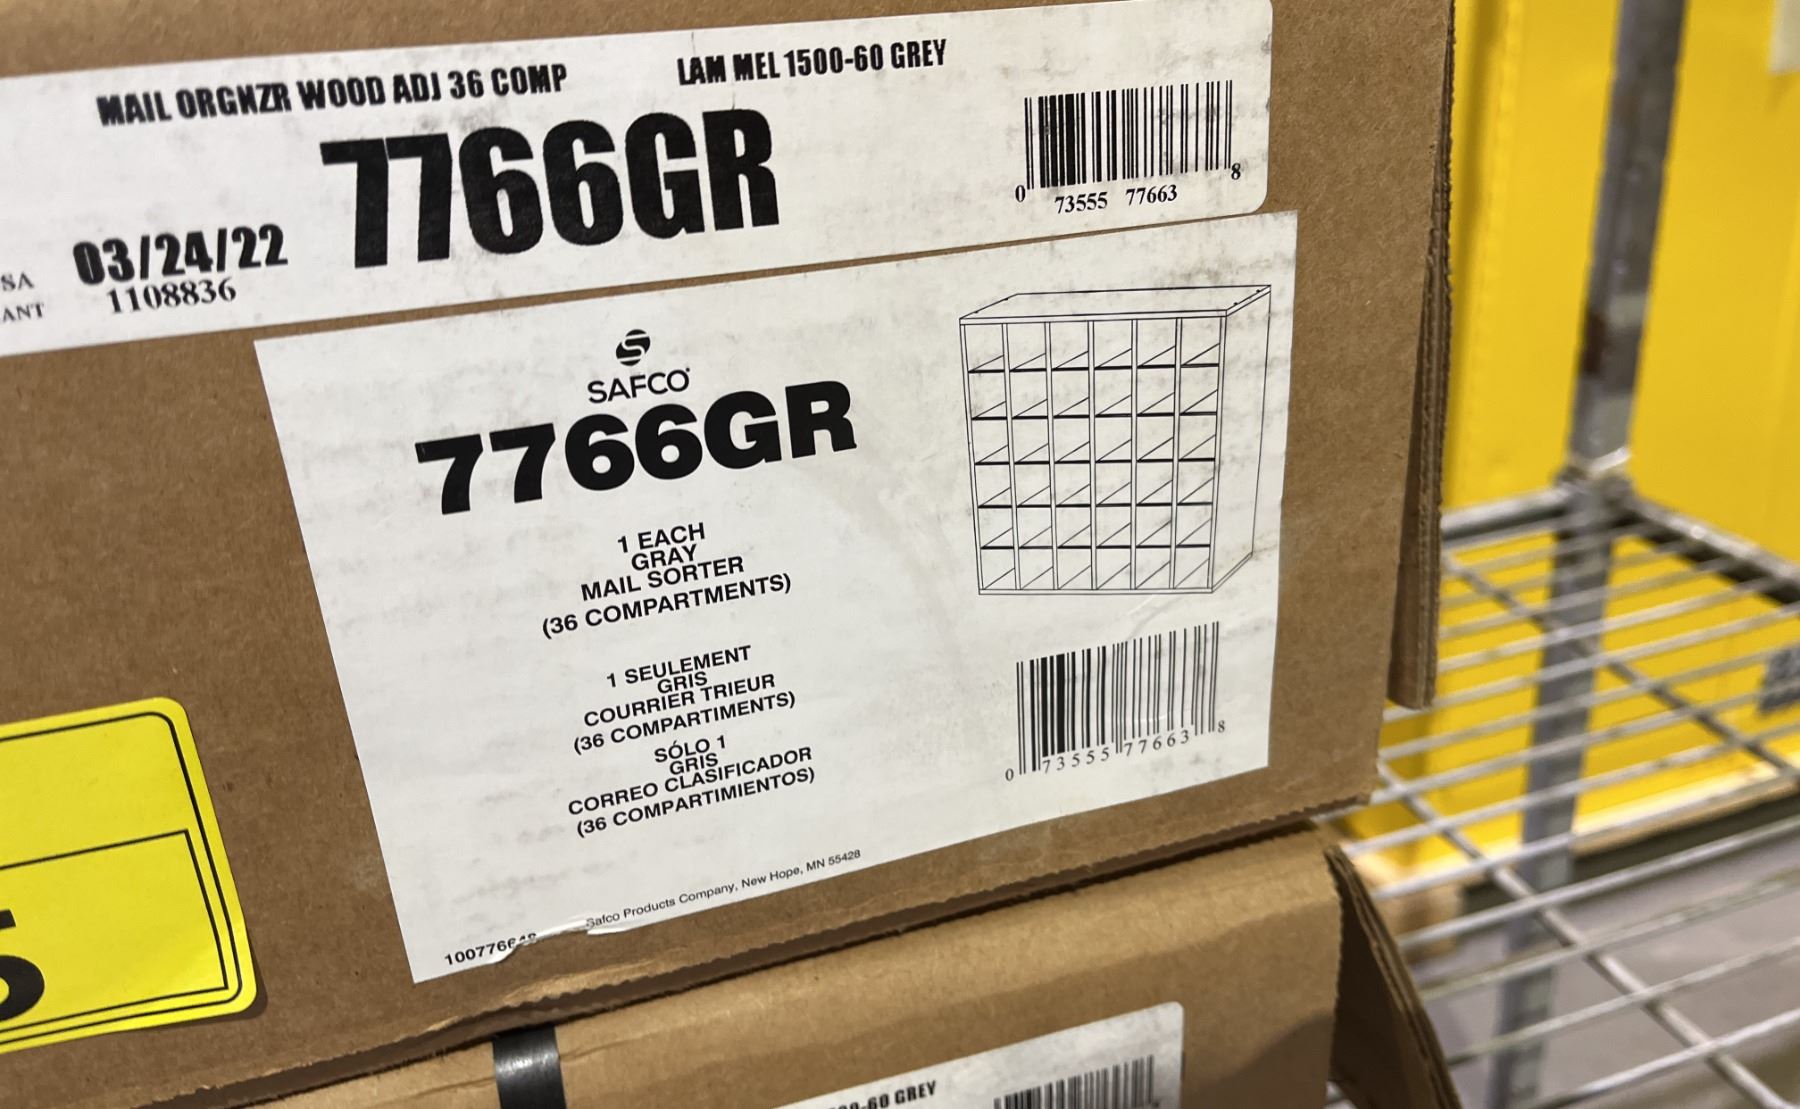 MAIL ORGNZR WOOD ADJ 36 COMP
LAM MEL 1500-60 GREY
7766GR
0 73555 77663 8
SA 03/24/22
ANT 1108836
SAFCO
7766GR
1 EACH
GRAY
MAIL SORTER
(36 COMPARTMENTS)
1 SEULEMENT
GRIS
COURRIER TRIEUR
(36 COMPARTIMENTS)
SÓLO 1
GRIS
CORREO CLASIFICADOR
(36 COMPARTIMIENTOS)
0 73555 77663 8
Safco Products Company, New Hope, MN 55428
5
-60 GREY